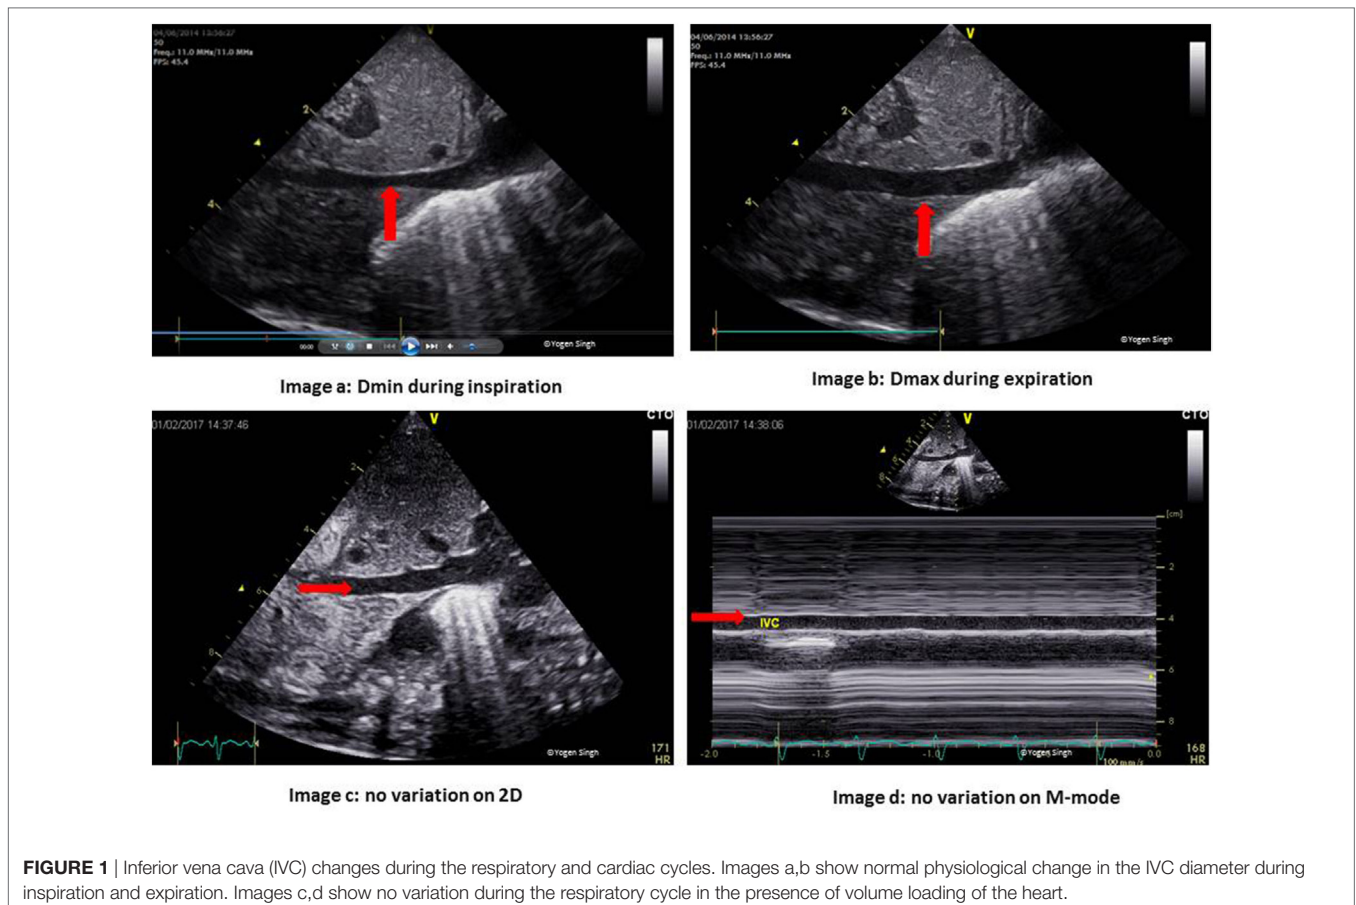 04/06/2014 13:56:27
50
Freq.: 11.0 MHz/11.0 MHz
FPS: 45.4
V
2
4
00:00
©Yogen Singh
Image a: Dmin during inspiration
04/06/2014 13:56:27
50
Freq.: 11.0 MHz/11.0 MHz
FPS: 45.4
V
2
4
©Yogen Singh
Image b: Dmax during expiration
01/02/2017 14:37:46
V
CTO
2
4
6
8
©Yogen Singh
171
HR
Image c: no variation on 2D
01/02/2017 14:38:06
V
CTO
[cm]
2
IVC
4
6
8
-2.0
-1.5
-1.0
©Yogen Singh
0.0
100 mm/s
168
HR
Image d: no variation on M-mode
FIGURE 1 | Inferior vena cava (IVC) changes during the respiratory and cardiac cycles. Images a,b show normal physiological change in the IVC diameter during
inspiration and expiration. Images c,d show no variation during the respiratory cycle in the presence of volume loading of the heart.